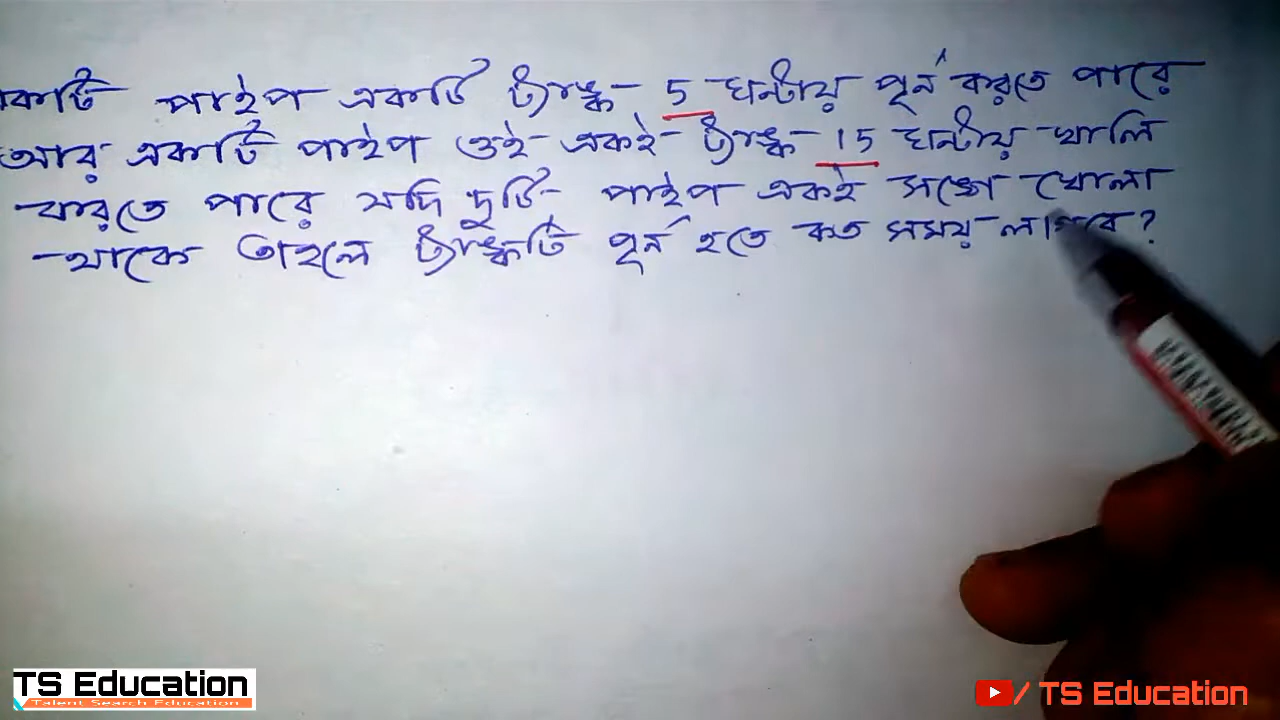 একটি পাইপ একটি ট্যাঙ্ক 5 ঘন্টায় পূর্ন করতে পারে
আর একটি পাইপ ওই একই ট্যাঙ্ক 15 ঘন্টায় খালি
করতে পারে যদি দুটি পাইপ একই সঙ্গে খোলা
থাকে তাহলে ট্যাঙ্কটি পূর্ন হতে কত সময় লাগবে?
TS Education
Talent Search Education
/ TS Education